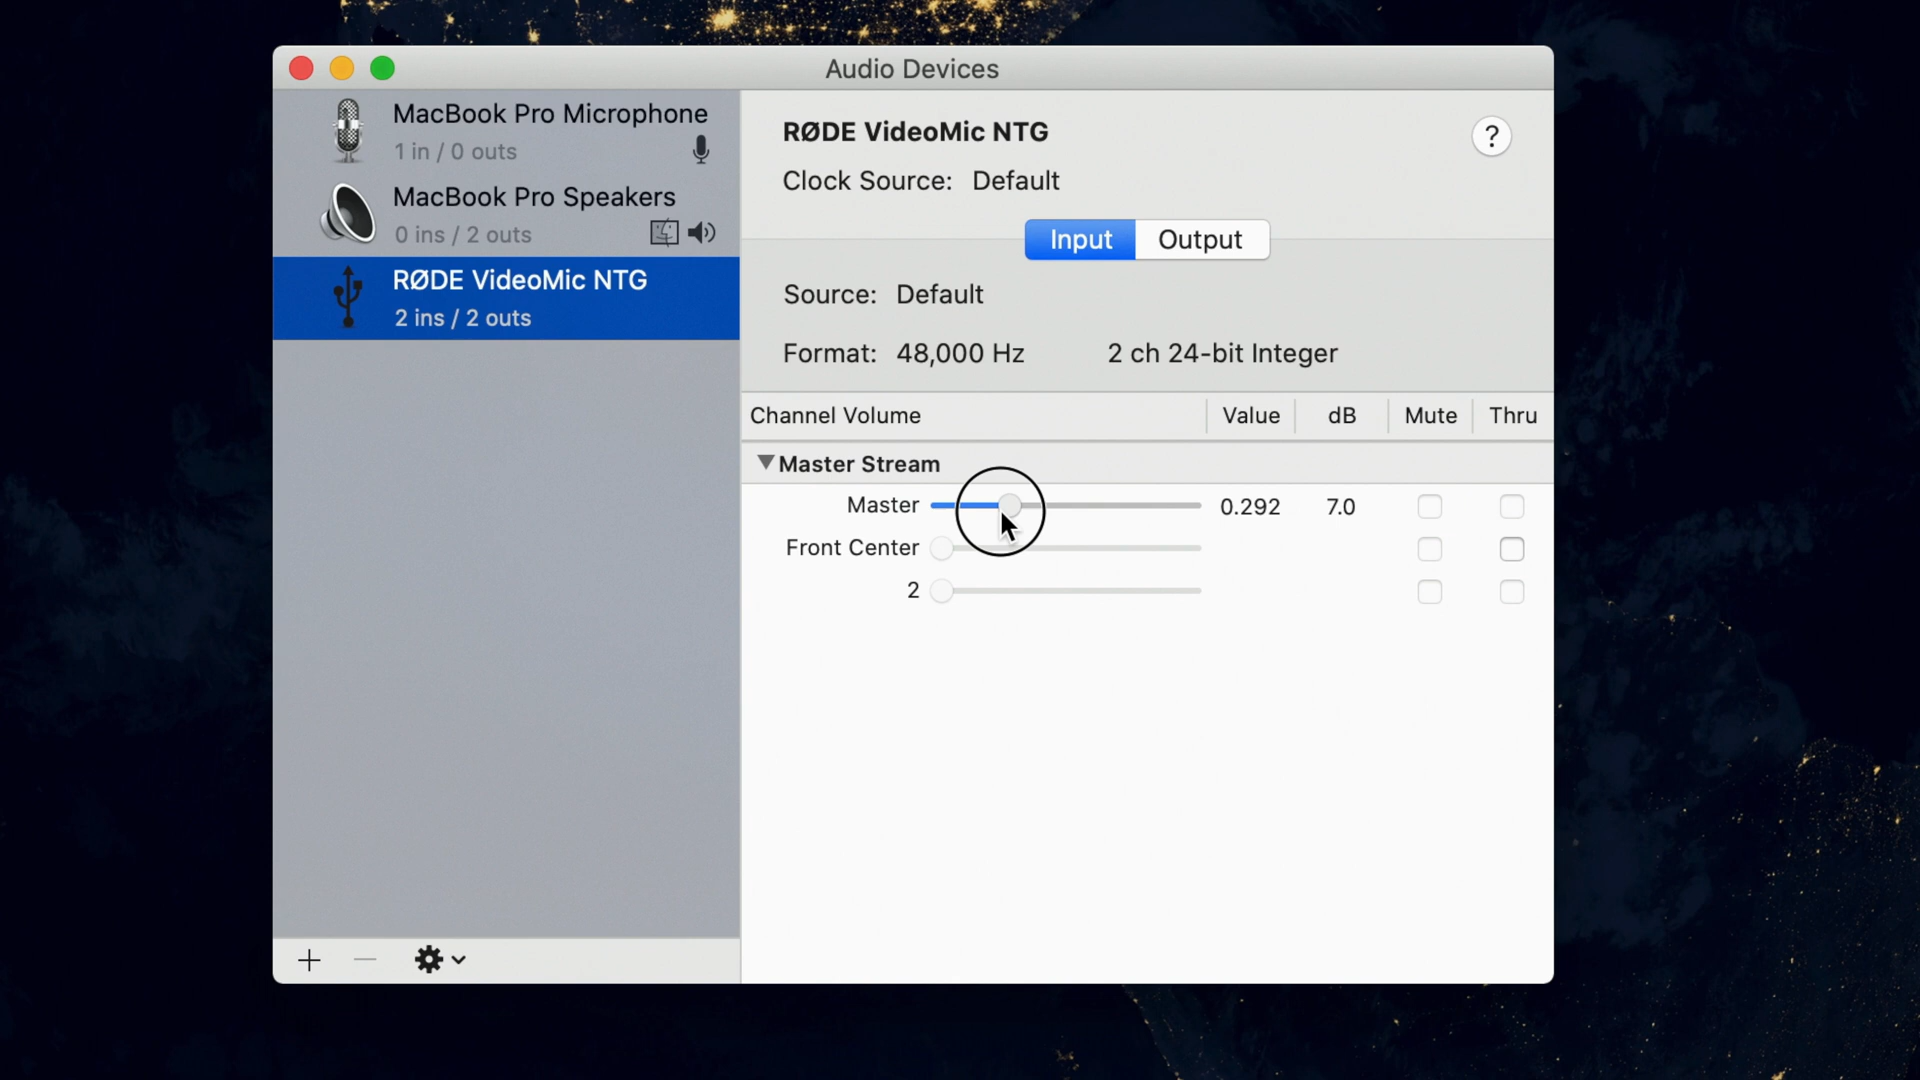 Audio Devices
MacBook Pro Microphone
1 in / 0 outs
MacBook Pro Speakers
0 ins / 2 outs
RØDE VideoMic NTG
2 ins / 2 outs
RØDE VideoMic NTG
?
Clock Source: Default
Input Output
Source: Default
Format: 48,000 Hz 2 ch 24-bit Integer
Channel Volume Value dB Mute Thru
Master Stream
Master 0.292 7.0
Front Center
2